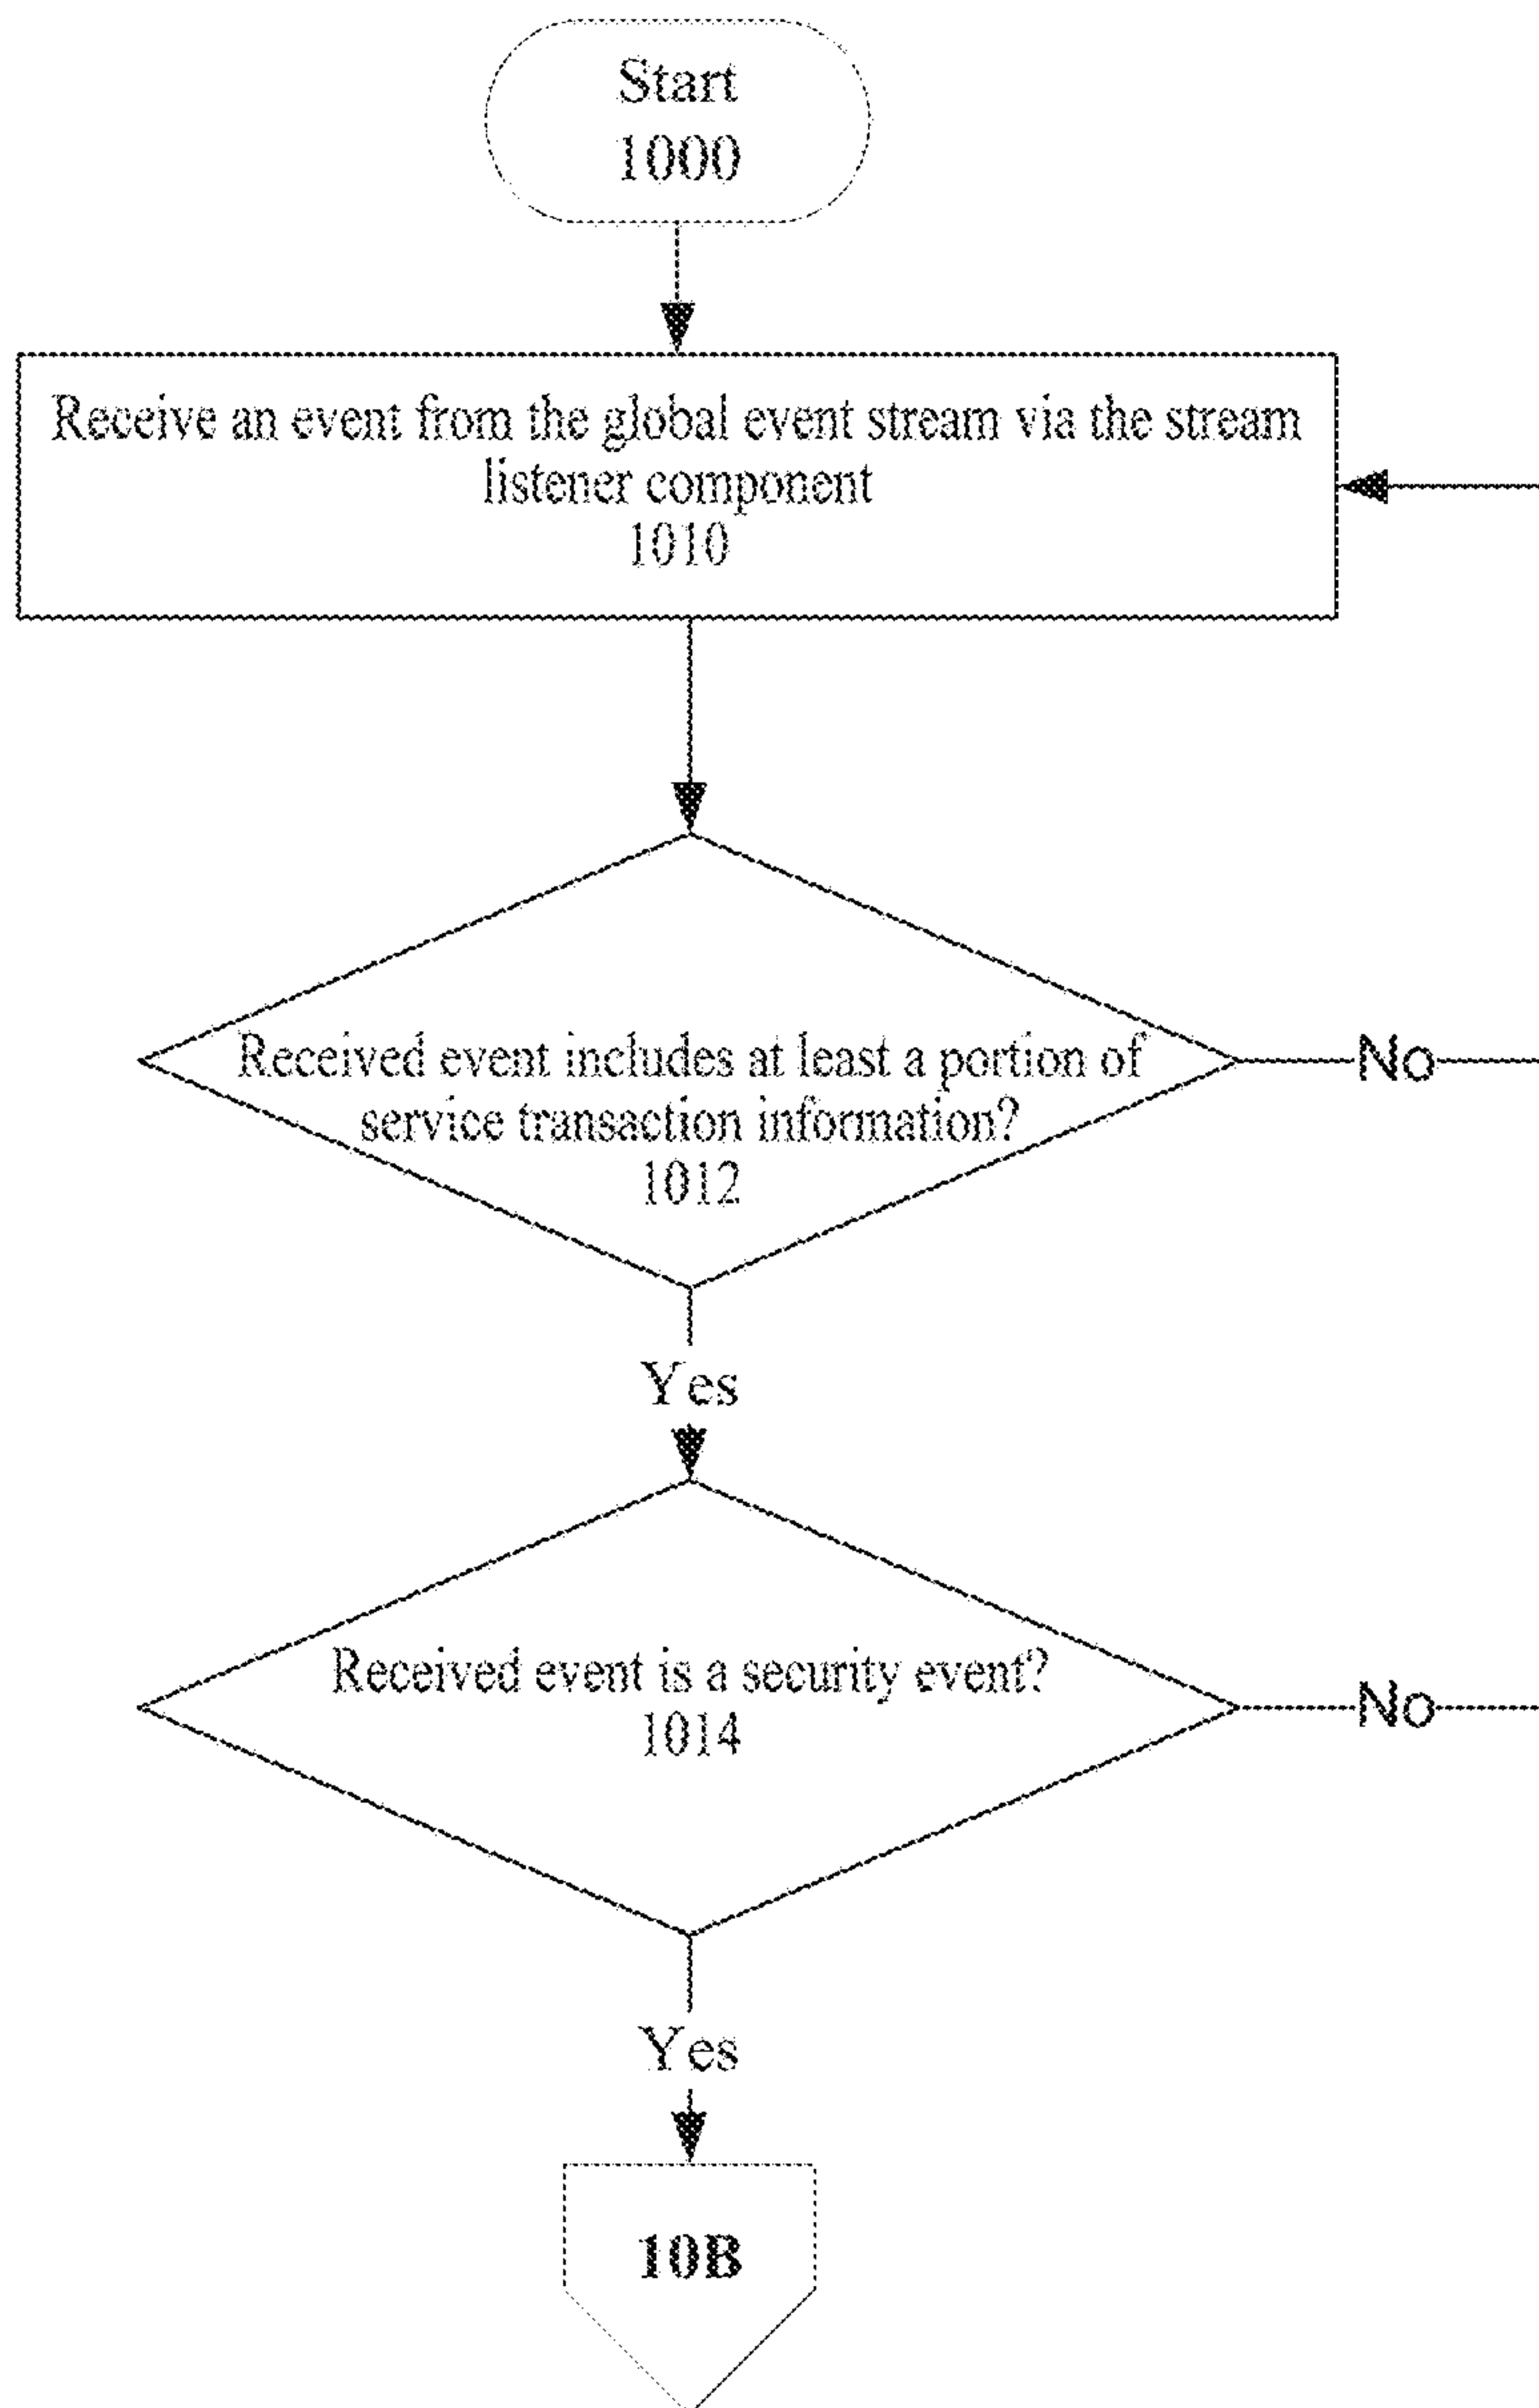 Start
1000
Receive an event from the global event stream via the stream
listener component
1010
Received event includes at least a portion of
service transaction information?
1012
No
Yes
Received event is a security event?
1014
No
Yes
10B